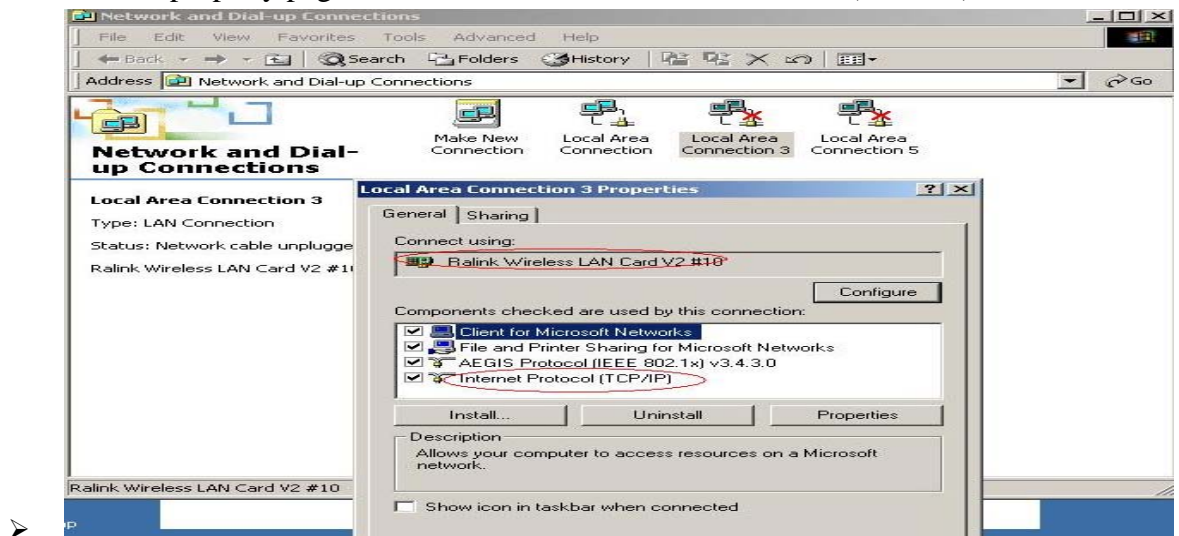 Network and Dial-up Connections
File Edit View Favorites Tools Advanced Help
Back Search Folders History
Address Network and Dial-up Connections Go
Make New Connection
Local Area Connection
Local Area Connection 3
Local Area Connection 5
Network and Dial-
up Connections
Local Area Connection 3
Type: LAN Connection
Status: Network cable unplugge
Ralink Wireless LAN Card V2 #1
Local Area Connection 3 Properties
General Sharing
Connect using:
Ralink Wireless LAN Card V2 #10
Configure
Components checked are used by this connection:
Client for Microsoft Networks
File and Printer Sharing for Microsoft Networks
AEGIS Protocol (IEEE 802.1x) v3.4.3.0
Internet Protocol (TCP/IP)
Install... Uninstall Properties
Description
Allows your computer to access resources on a Microsoft
network.
Show icon in taskbar when connected
Ralink Wireless LAN Card V2 #10